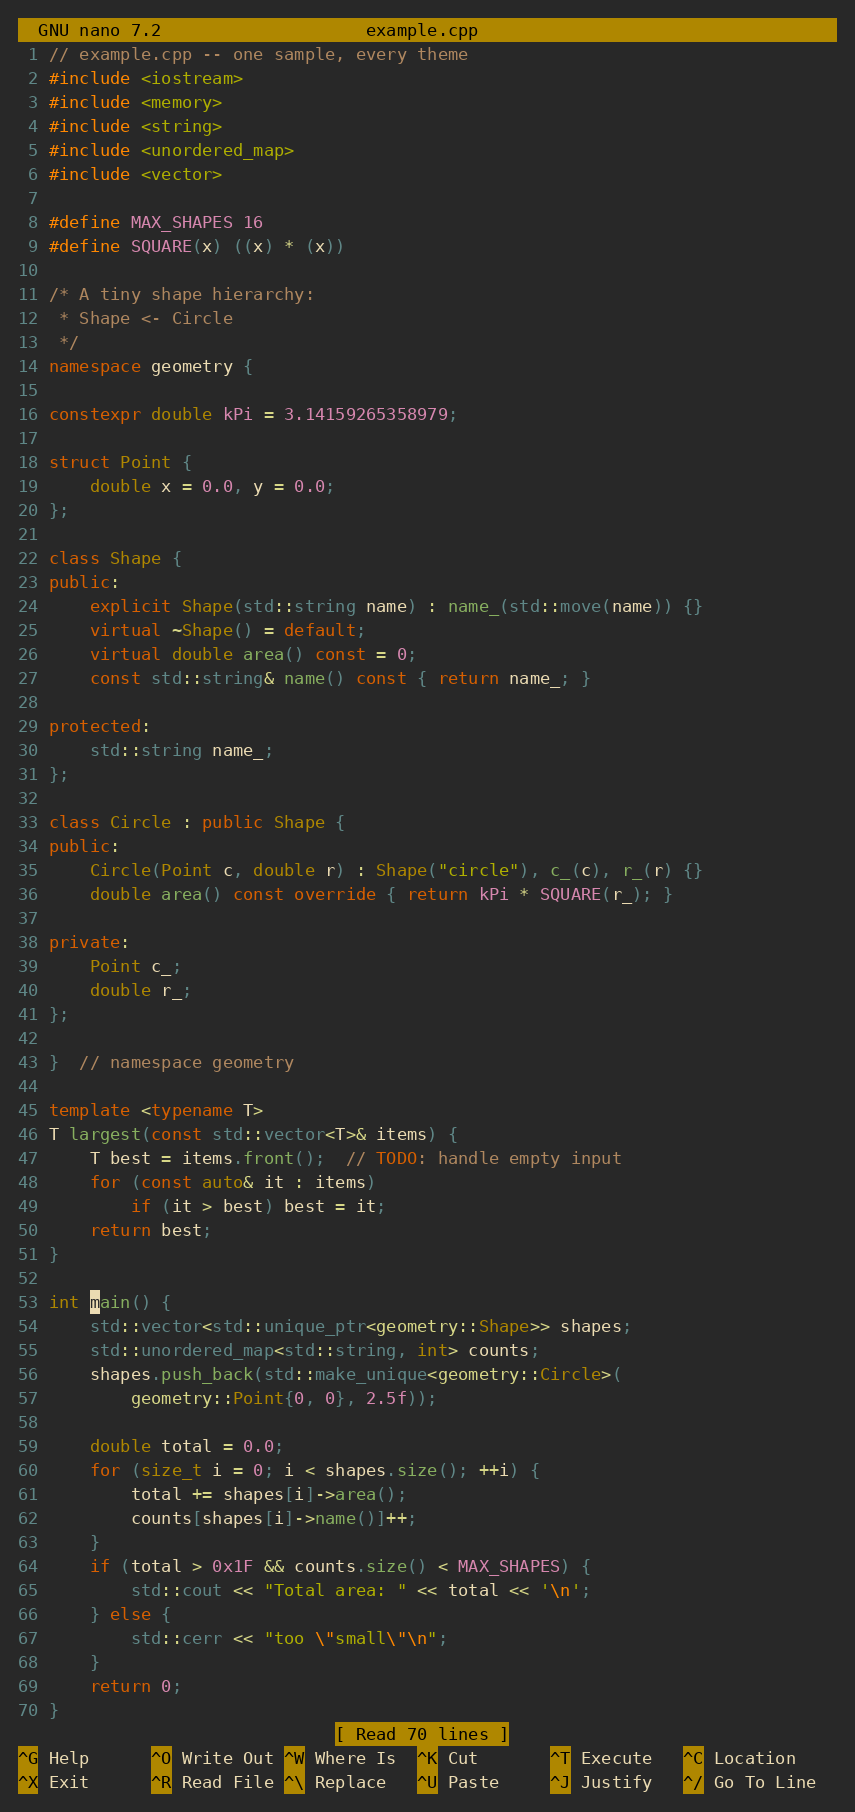 GNU nano 7.2                    example.cpp
 1 // example.cpp -- one sample, every theme
 2 #include <iostream>
 3 #include <memory>
 4 #include <string>
 5 #include <unordered_map>
 6 #include <vector>
 7
 8 #define MAX_SHAPES 16
 9 #define SQUARE(x) ((x) * (x))
10
11 /* A tiny shape hierarchy:
12  * Shape <- Circle
13  */
14 namespace geometry {
15
16 constexpr double kPi = 3.14159265358979;
17
18 struct Point {
19     double x = 0.0, y = 0.0;
20 };
21
22 class Shape {
23 public:
24     explicit Shape(std::string name) : name_(std::move(name)) {}
25     virtual ~Shape() = default;
26     virtual double area() const = 0;
27     const std::string& name() const { return name_; }
28
29 protected:
30     std::string name_;
31 };
32
33 class Circle : public Shape {
34 public:
35     Circle(Point c, double r) : Shape("circle"), c_(c), r_(r) {}
36     double area() const override { return kPi * SQUARE(r_); }
37
38 private:
39     Point c_;
40     double r_;
41 };
42
43 }  // namespace geometry
44
45 template <typename T>
46 T largest(const std::vector<T>& items) {
47     T best = items.front();  // TODO: handle empty input
48     for (const auto& it : items)
49         if (it > best) best = it;
50     return best;
51 }
52
53 int main() {
54     std::vector<std::unique_ptr<geometry::Shape>> shapes;
55     std::unordered_map<std::string, int> counts;
56     shapes.push_back(std::make_unique<geometry::Circle>(
57         geometry::Point{0, 0}, 2.5f));
58
59     double total = 0.0;
60     for (size_t i = 0; i < shapes.size(); ++i) {
61         total += shapes[i]->area();
62         counts[shapes[i]->name()]++;
63     }
64     if (total > 0x1F && counts.size() < MAX_SHAPES) {
65         std::cout << "Total area: " << total << '\n';
66     } else {
67         std::cerr << "too \"small\"\n";
68     }
69     return 0;
70 }
[ Read 70 lines ]
^G Help      ^O Write Out ^W Where Is  ^K Cut       ^T Execute   ^C Location
^X Exit      ^R Read File ^\ Replace   ^U Paste     ^J Justify   ^/ Go To Line